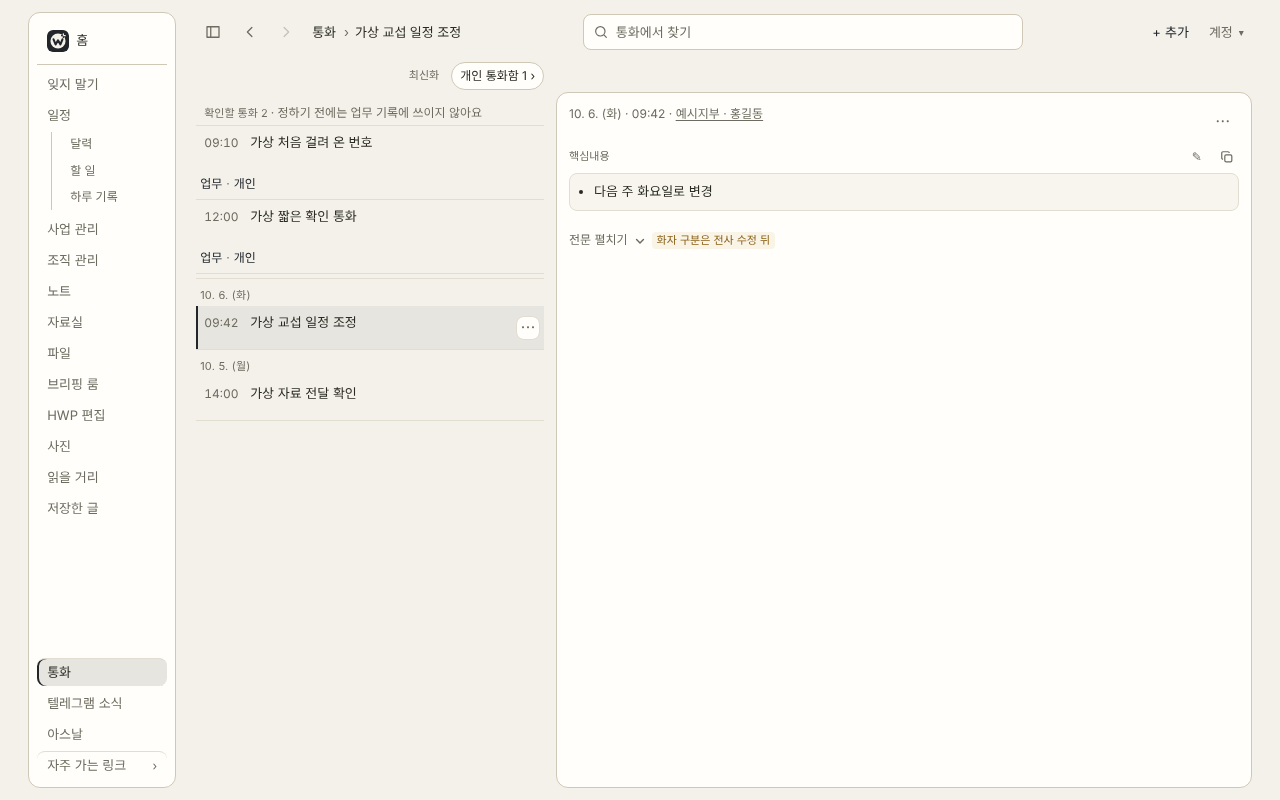 홈
잊지 말기
일정
달력
할 일
하루 기록
사업 관리
조직 관리
노트
자료실
파일
브리핑 룸
HWP 편집
사진
읽을 거리
저장한 글
통화
텔레그램 소식
아스날
자주 가는 링크 ›
통화 › 가상 교섭 일정 조정
통화에서 찾기
+ 추가
계정 ▾
최신화
개인 통화함 1 ›
확인할 통화 2 · 정하기 전에는 업무 기록에 쓰이지 않아요
09:10 가상 처음 걸려 온 번호
업무 · 개인
12:00 가상 짧은 확인 통화
업무 · 개인
10. 6. (화)
09:42 가상 교섭 일정 조정
10. 5. (월)
14:00 가상 자료 전달 확인
10. 6. (화) · 09:42 · 예시지부 · 홍길동
핵심내용
• 다음 주 화요일로 변경
전문 펼치기
화자 구분은 전사 수정 뒤